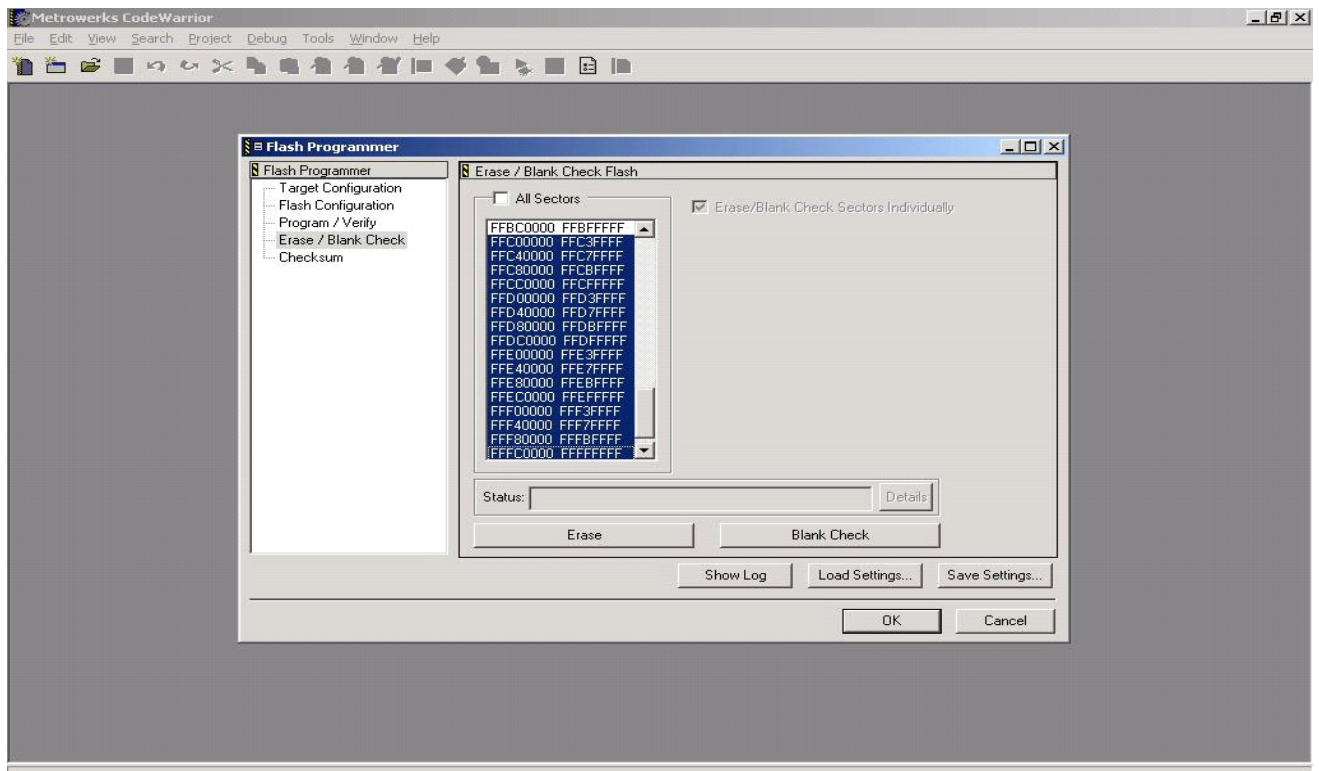 Metrowerks CodeWarrior
File Edit View Search Project Debug Tools Window Help
Flash Programmer
Flash Programmer
Target Configuration
Flash Configuration
Program / Verify
Erase / Blank Check
Checksum
Erase / Blank Check Flash
All Sectors
Erase/Blank Check Sectors Individually
FFBC0000 FFBFFFFF
FFC00000 FFC3FFFF
FFC40000 FFC7FFFF
FFC80000 FFCBFFFF
FFCC0000 FFCFFFFF
FFD00000 FFD3FFFF
FFD40000 FFD7FFFF
FFD80000 FFDBFFFF
FFDC0000 FFDFFFFF
FFE00000 FFE3FFFF
FFE40000 FFE7FFFF
FFE80000 FFEBFFFF
FFEC0000 FFEFFFFF
FFF00000 FFF3FFFF
FFF40000 FFF7FFFF
FFF80000 FFFBFFFF
FFFC0000 FFFFFFFF
Status:
Details
Erase Blank Check
Show Log Load Settings... Save Settings...
OK Cancel